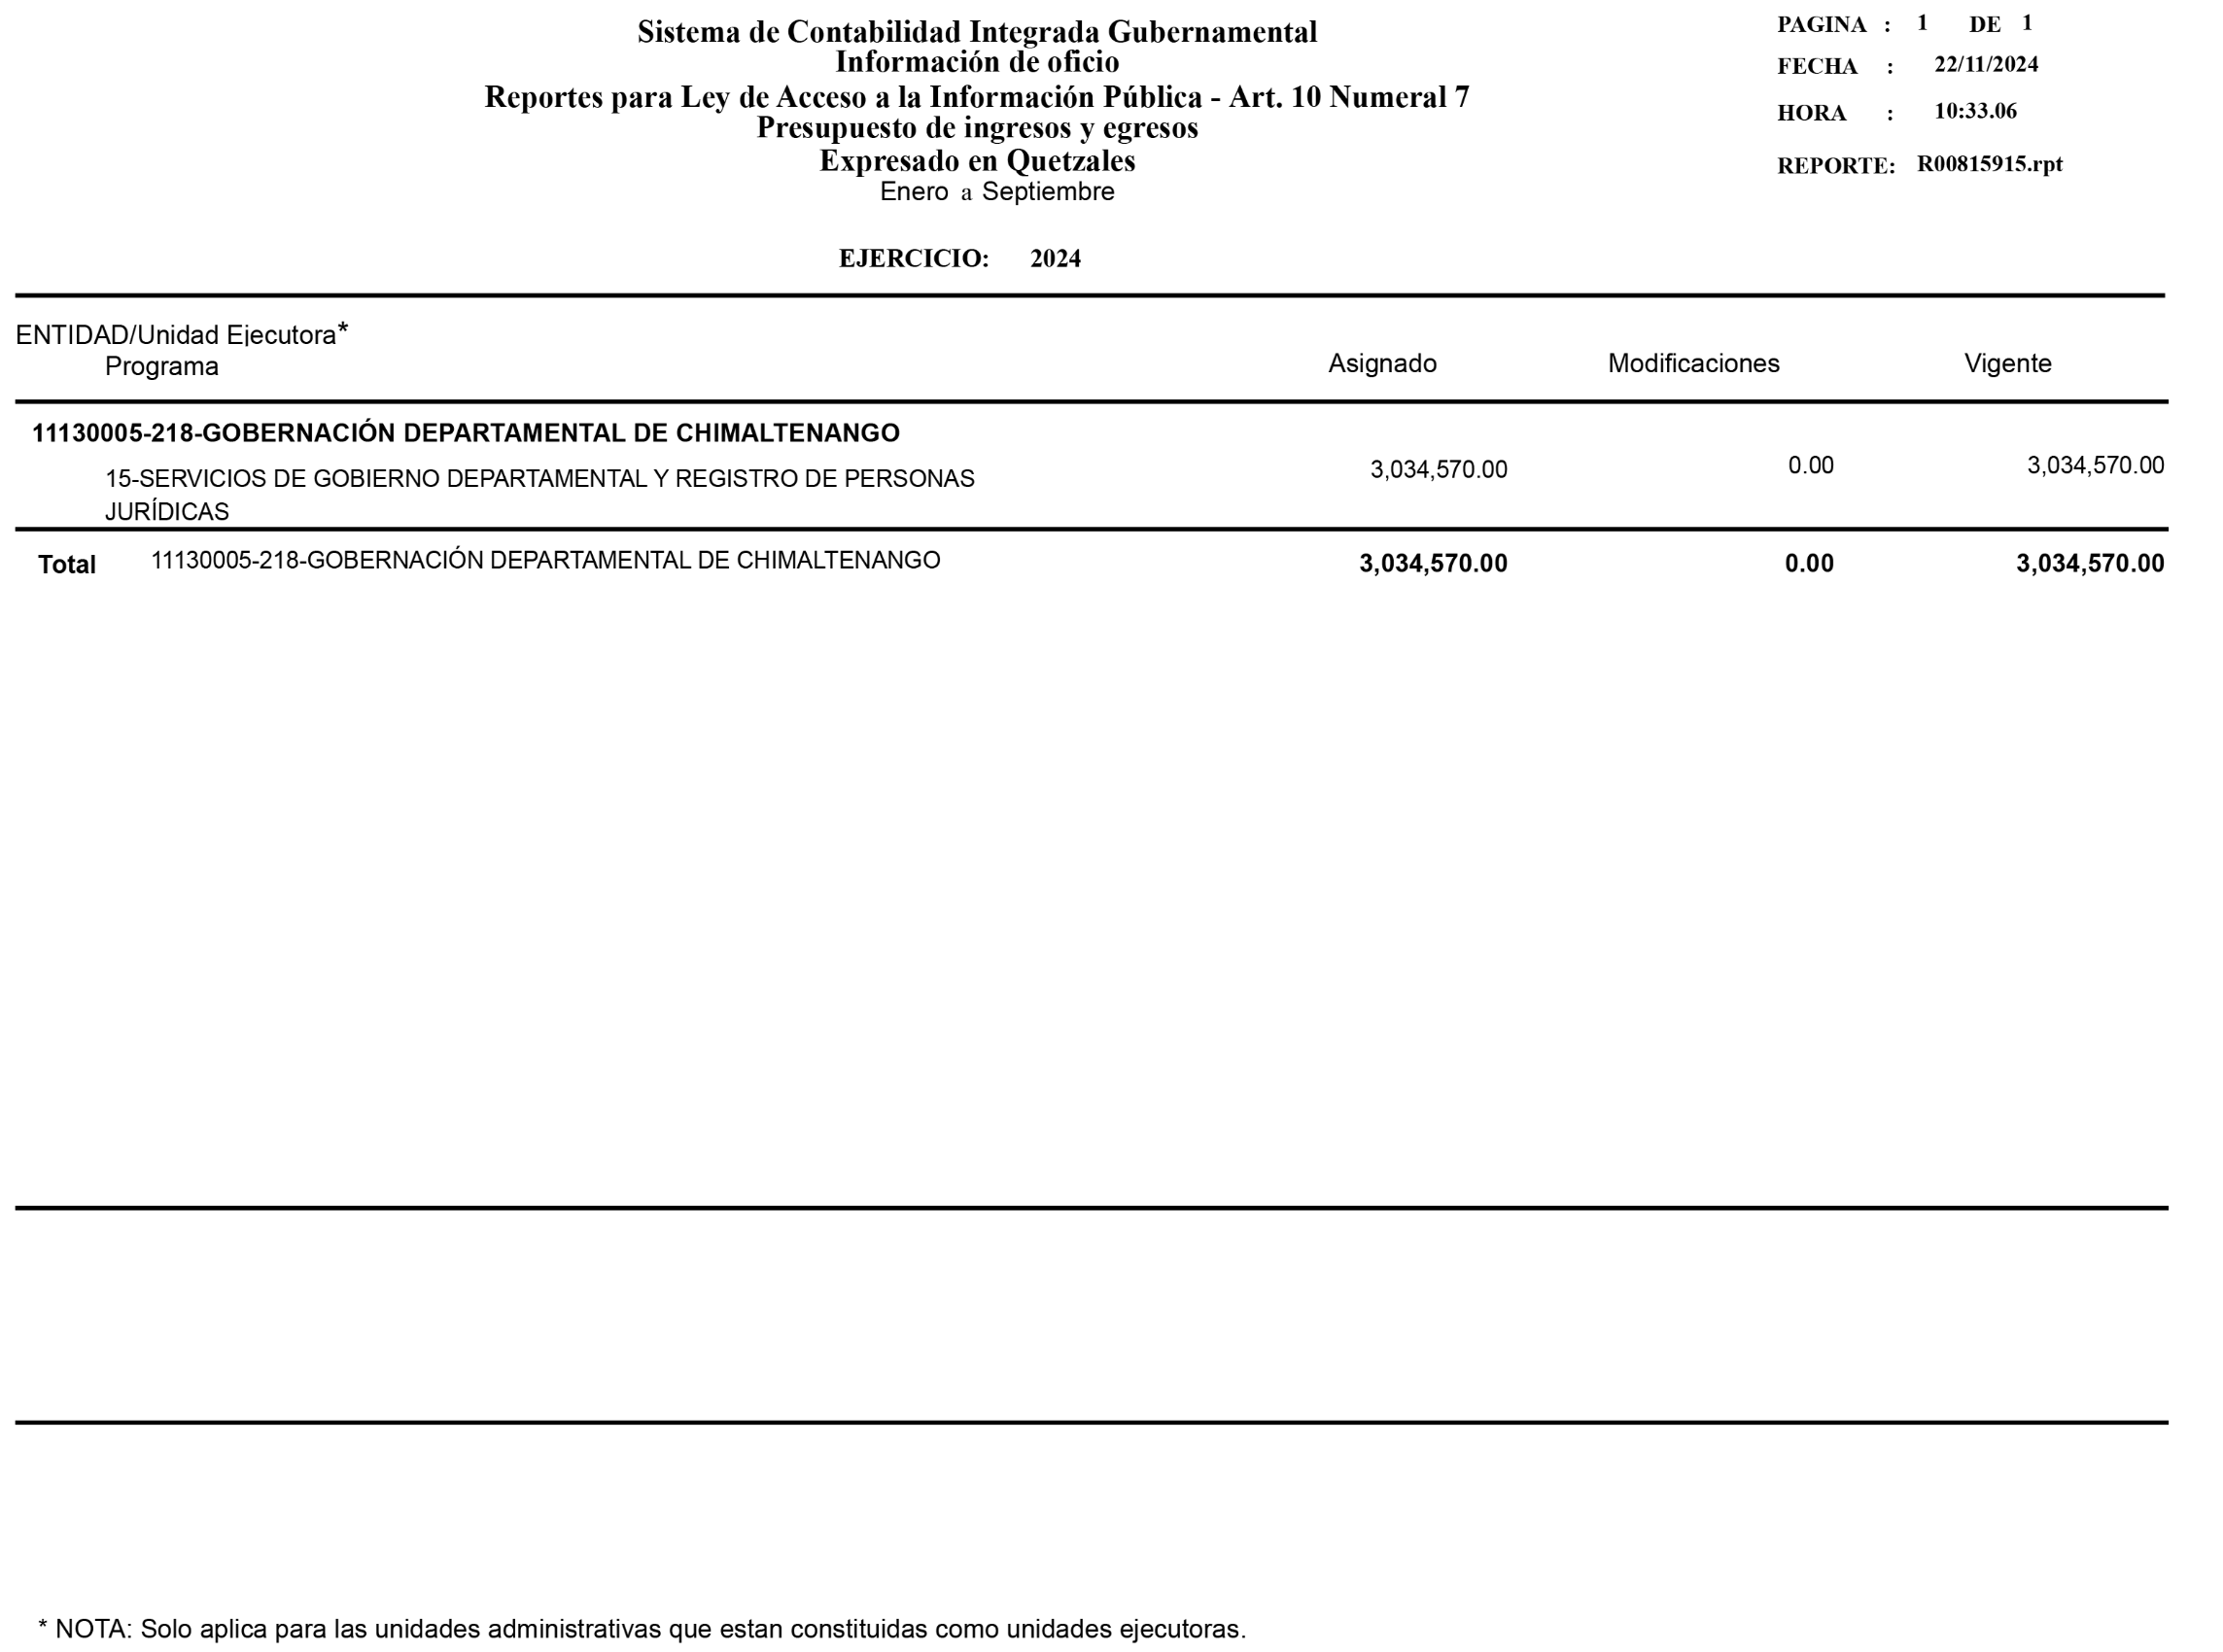 Sistema de Contabilidad Integrada Gubernamental
Información de oficio
Reportes para Ley de Acceso a la Información Pública - Art. 10 Numeral 7
Presupuesto de ingresos y egresos
Expresado en Quetzales
Enero a Septiembre
EJERCICIO: 2024
PAGINA : 1 DE 1
FECHA : 22/11/2024
HORA : 10:33.06
REPORTE: R00815915.rpt
ENTIDAD/Unidad Ejecutora*
Programa Asignado Modificaciones Vigente
11130005-218-GOBERNACIÓN DEPARTAMENTAL DE CHIMALTENANGO
15-SERVICIOS DE GOBIERNO DEPARTAMENTAL Y REGISTRO DE PERSONAS 3,034,570.00 0.00 3,034,570.00
JURÍDICAS
Total 11130005-218-GOBERNACIÓN DEPARTAMENTAL DE CHIMALTENANGO 3,034,570.00 0.00 3,034,570.00
* NOTA: Solo aplica para las unidades administrativas que estan constituidas como unidades ejecutoras.